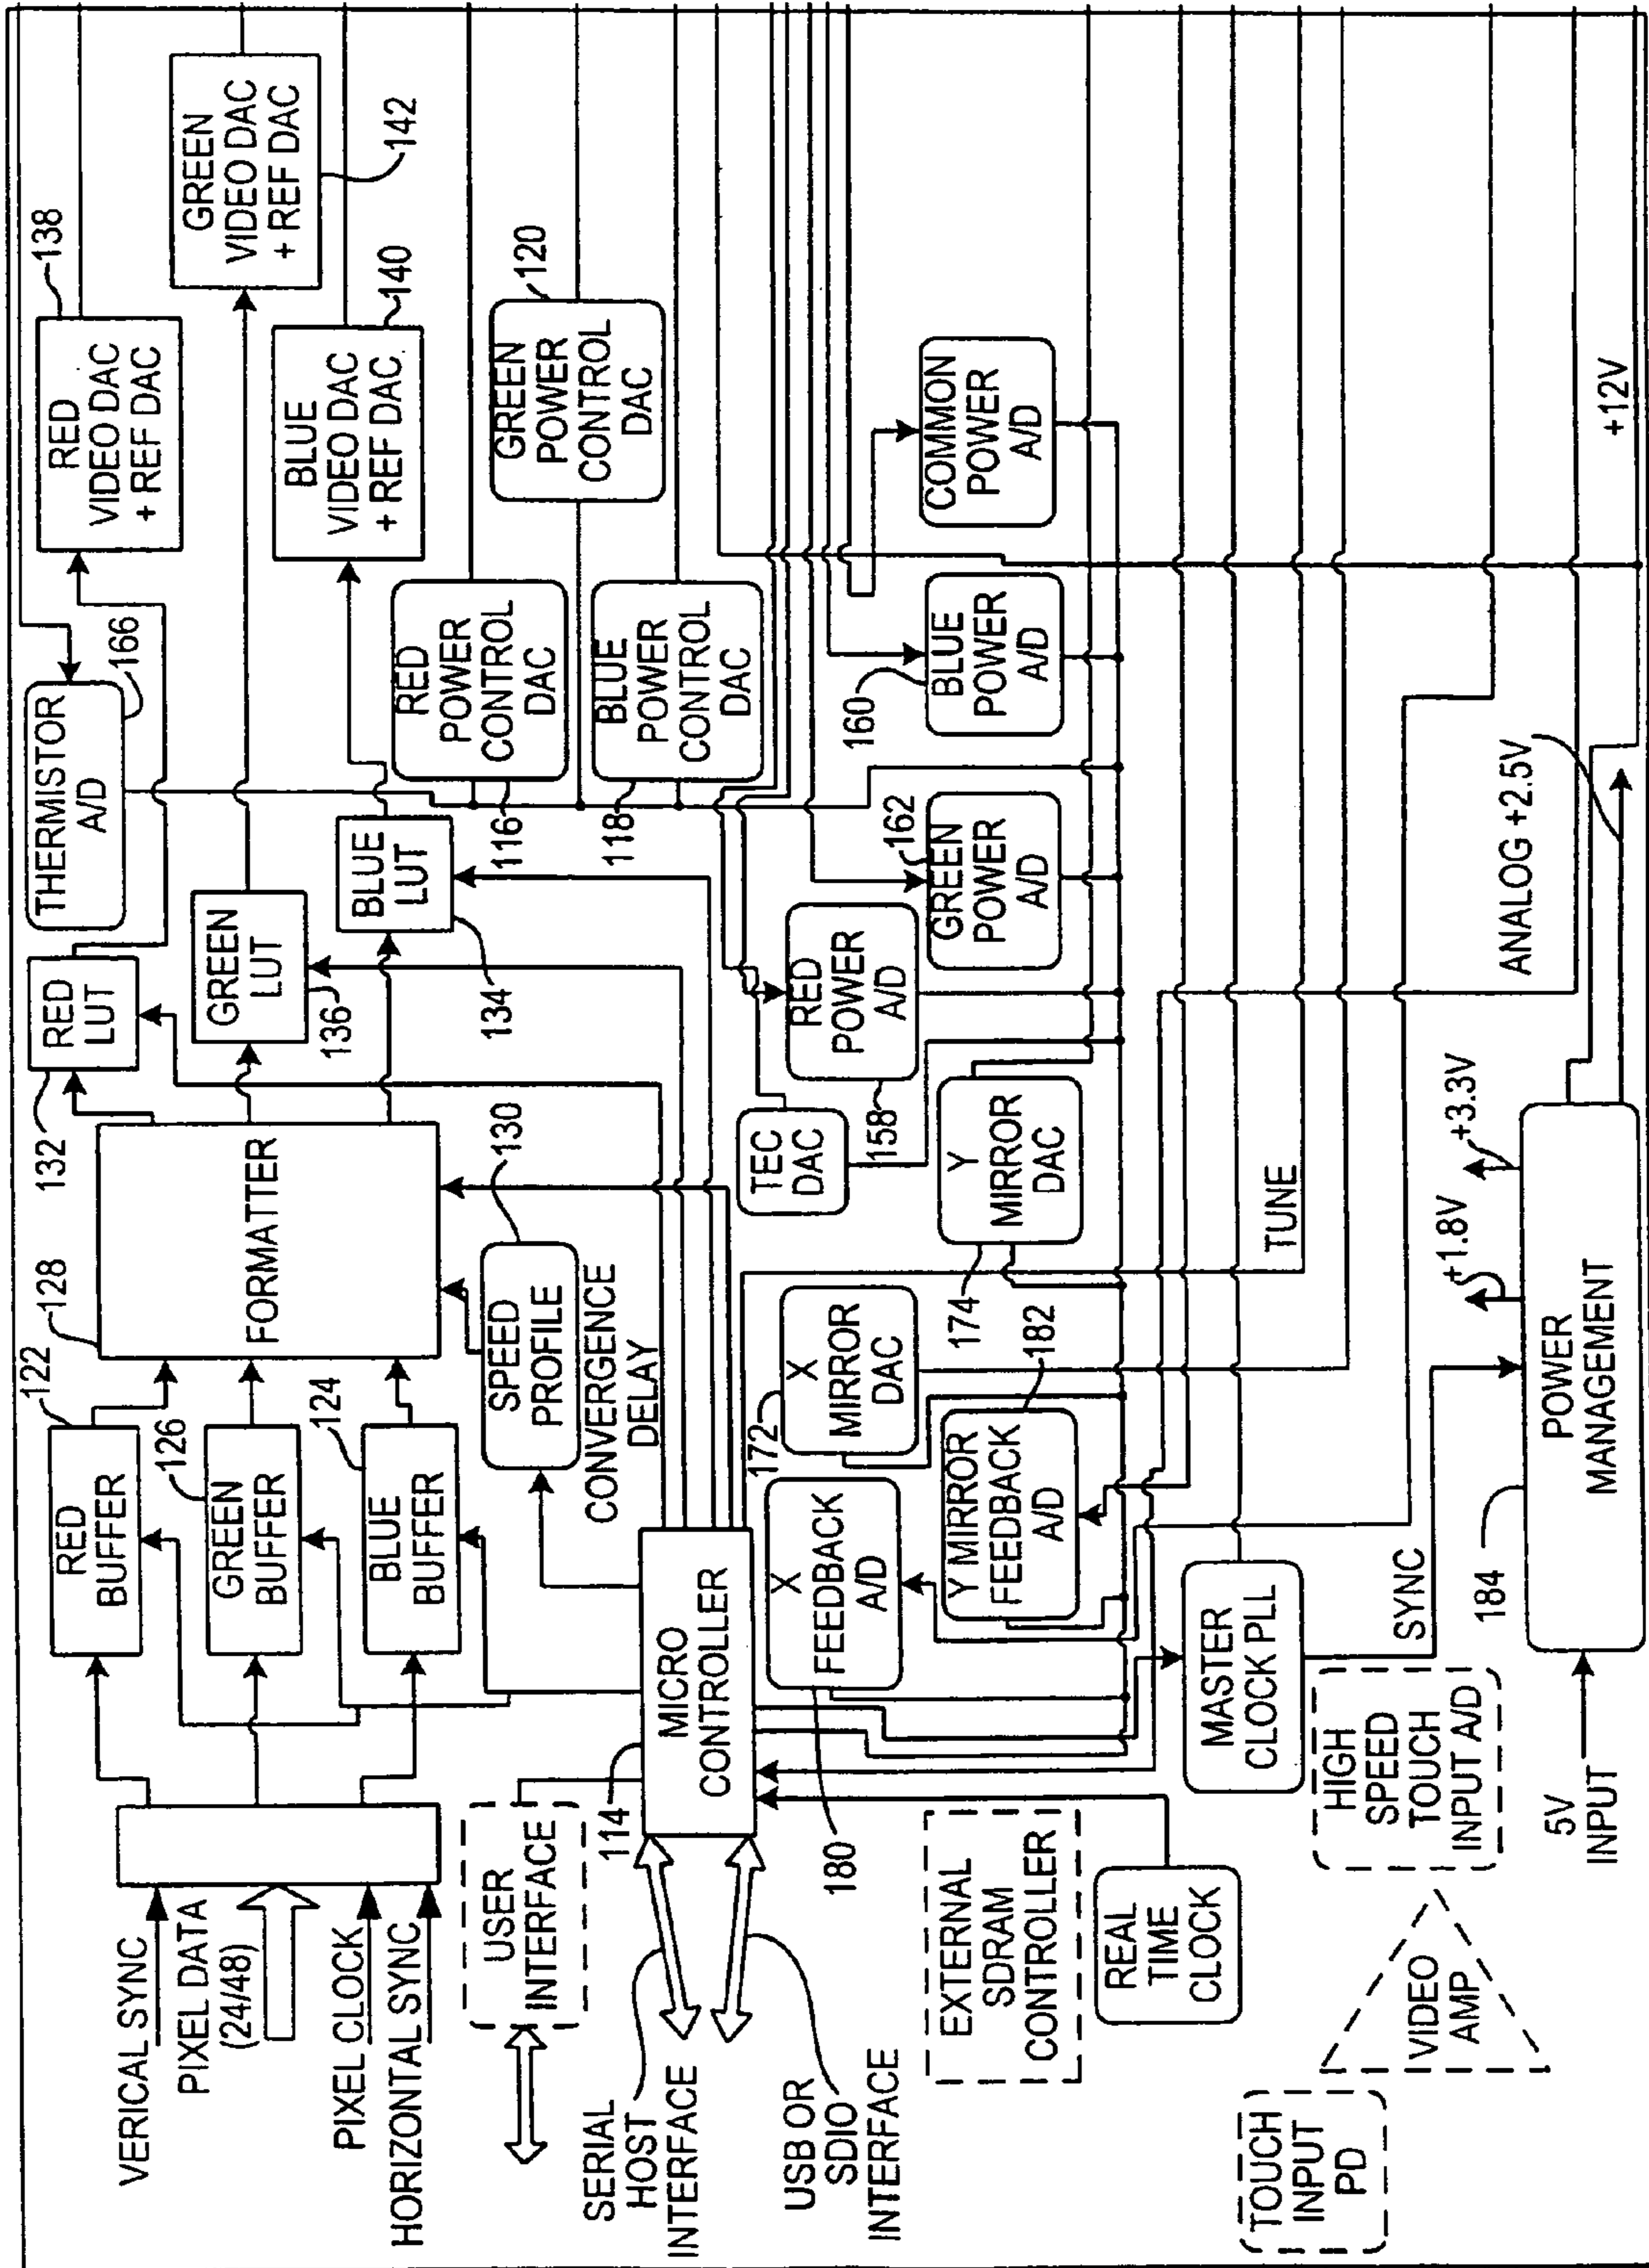 VERICAL SYNC
PIXEL DATA
(24/48)
PIXEL CLOCK
HORIZONTAL SYNC
RED
BUFFER
122
GREEN
BUFFER
126
BLUE
BUFFER
124
FORMATTER
128
SPEED
PROFILE
130
CONVERGENCE
DELAY
RED
LUT
132
GREEN
LUT
136
BLUE
LUT
134
THERMISTOR
A/D
166
RED
VIDEO DAC
+ REF DAC
138
GREEN
VIDEO DAC
+ REF DAC
142
BLUE
VIDEO DAC
+ REF DAC.
140
RED
POWER
CONTROL
DAC
116
GREEN
POWER
CONTROL
DAC
120
BLUE
POWER
CONTROL
DAC
118
USER
INTERFACE
SERIAL
HOST
INTERFACE
USB OR
SDIO
INTERFACE
MICRO
CONTROLLER
114
TEC
DAC
RED
POWER
A/D
158
GREEN
POWER
A/D
162
BLUE
POWER
A/D
160
COMMON
POWER
A/D
X
FEEDBACK
A/D
180
X
MIRROR
DAC
172
Y MIRROR
FEEDBACK
A/D
182
Y
MIRROR
DAC
174
EXTERNAL
SDRAM
CONTROLLER
REAL
TIME
CLOCK
MASTER
CLOCK PLL
TUNE
SYNC
TOUCH
INPUT
PD
VIDEO
AMP
HIGH
SPEED
TOUCH
INPUT A/D
5V
INPUT
POWER
MANAGEMENT
184
+1.8V
+3.3V
ANALOG +2.5V
+12V